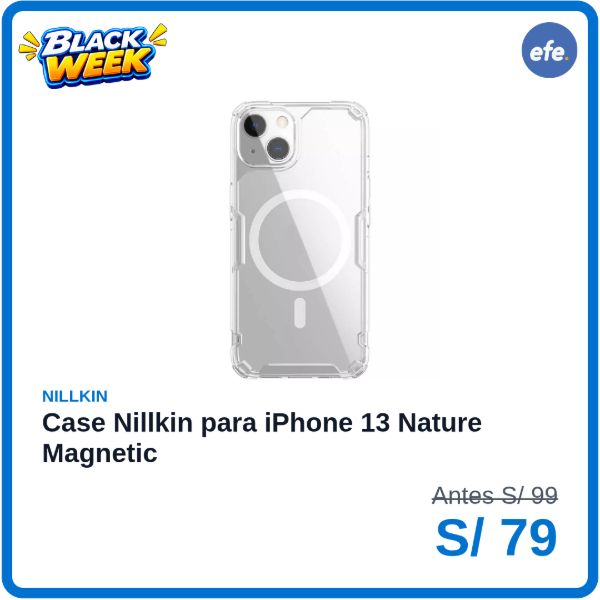 BLACK
WEEK
efe.
NILLKIN
Case Nillkin para iPhone 13 Nature
Magnetic
Antes S/ 99
S/ 79